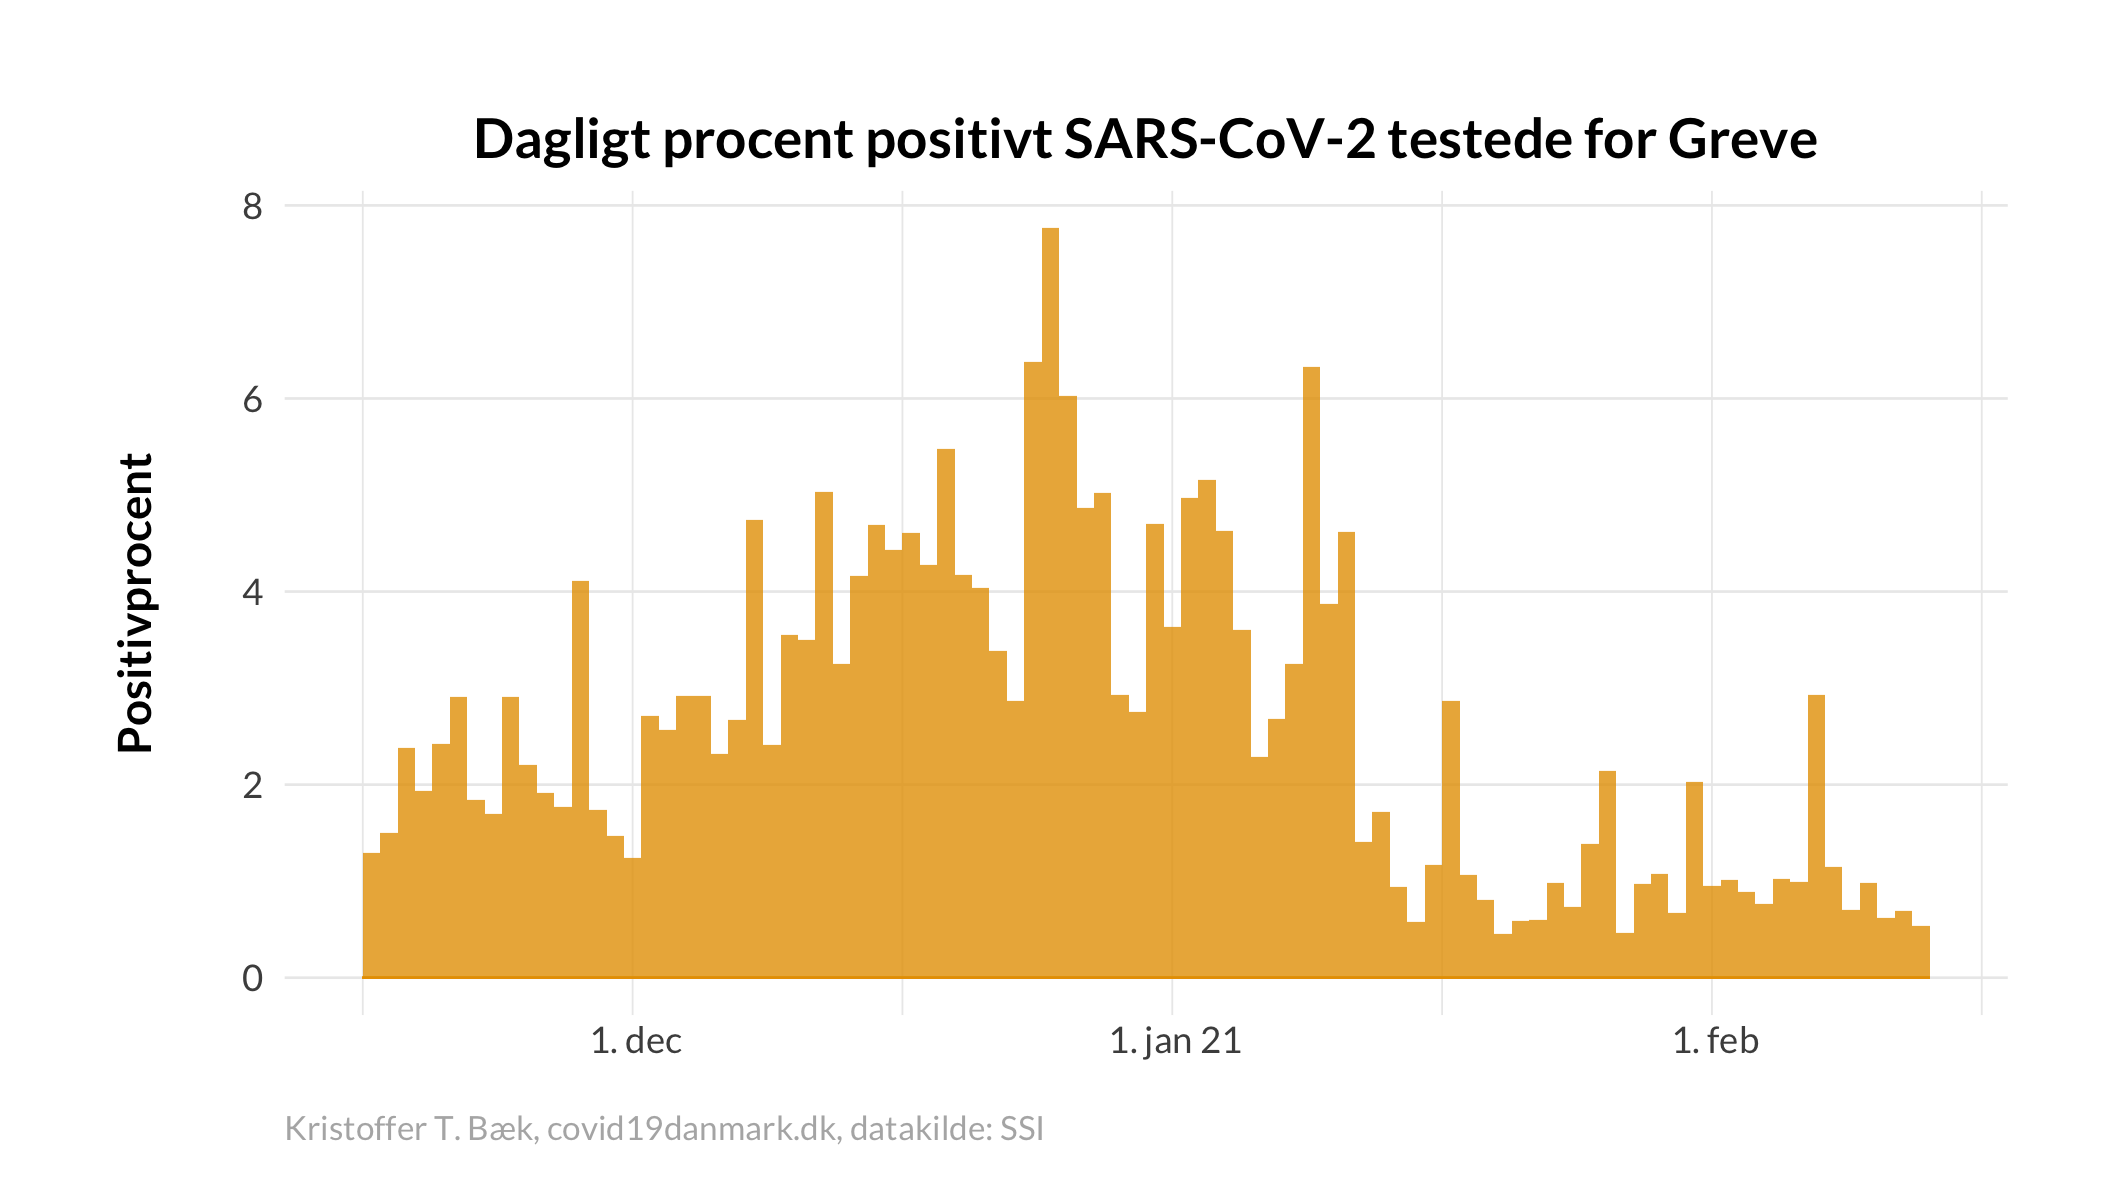 Dagligt procent positivt SARS-CoV-2 testede for Greve
Positivprocent
8
6
4
2
0
1. dec
1. jan 21
1. feb
Kristoffer T. Bæk, covid19danmark.dk, datakilde: SSI